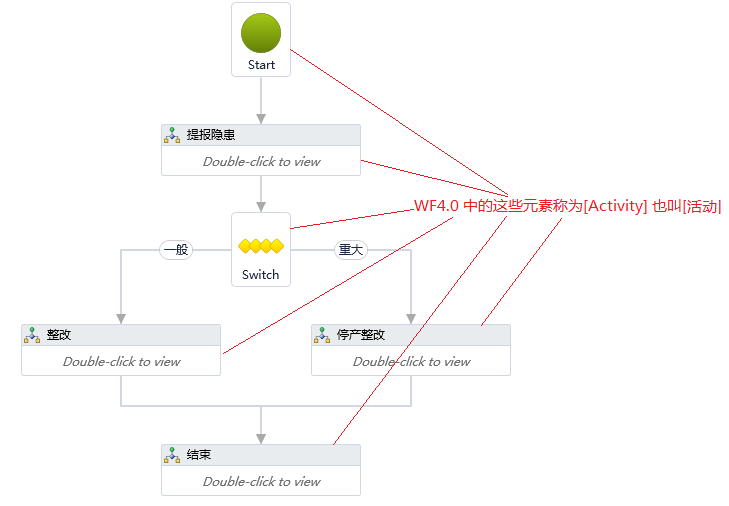 Start
提报隐患
Double-click to view
WF4.0 中的这些元素称为[Activity] 也叫[活动|
一般
重大
Switch
整改
停产整改
Double-click to view
Double-click to view
结束
Double-click to view